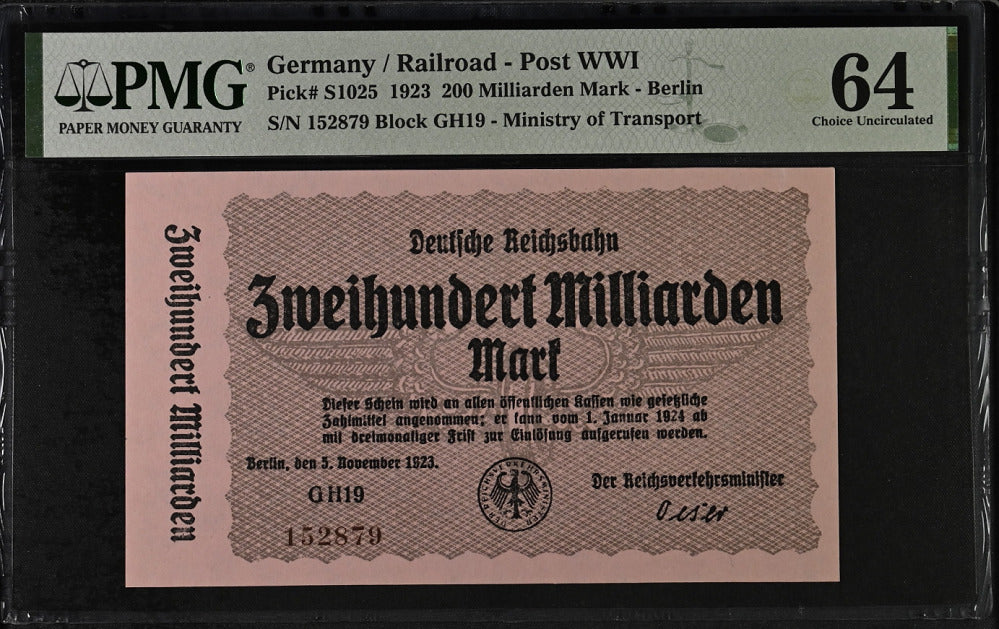 PMG®
PAPER MONEY GUARANTY
Germany / Railroad - Post WWI
Pick# S1025 1923 200 Milliarden Mark - Berlin
S/N 152879 Block GH19 - Ministry of Transport
64
Choice Uncirculated
Zweihundert Milliarden
Deutsche Reichsbahn
Zweihundert Milliarden
Mark
Dieser Schein wird an allen öffentlichen Kassen wie gesetzliche
Zahlmittel angenommen; er kann vom 1. Januar 1924 ab
mit dreimonatiger Frist zur Einlösung aufgerufen werden.
Berlin, den 5. November 1923.
GH19
152879
DER REICHSVERKEHRSMINISTER
Der Reichsverkehrsminister
Oeser